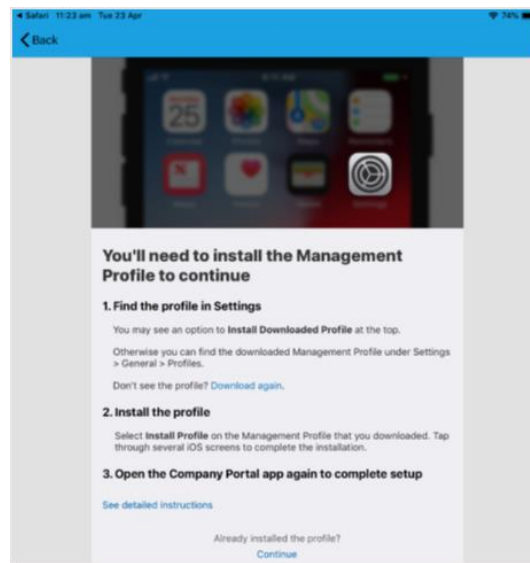 Safari 11:23 am Tue 23 Apr 74%
Back
25
Settings
You'll need to install the Management
Profile to continue
1. Find the profile in Settings
You may see an option to Install Downloaded Profile at the top.
Otherwise you can find the downloaded Management Profile under Settings
> General > Profiles.
Don't see the profile? Download again.
2. Install the profile
Select Install Profile on the Management Profile that you downloaded. Tap
through several iOS screens to complete the installation.
3. Open the Company Portal app again to complete setup
See detailed instructions
Already installed the profile?
Continue